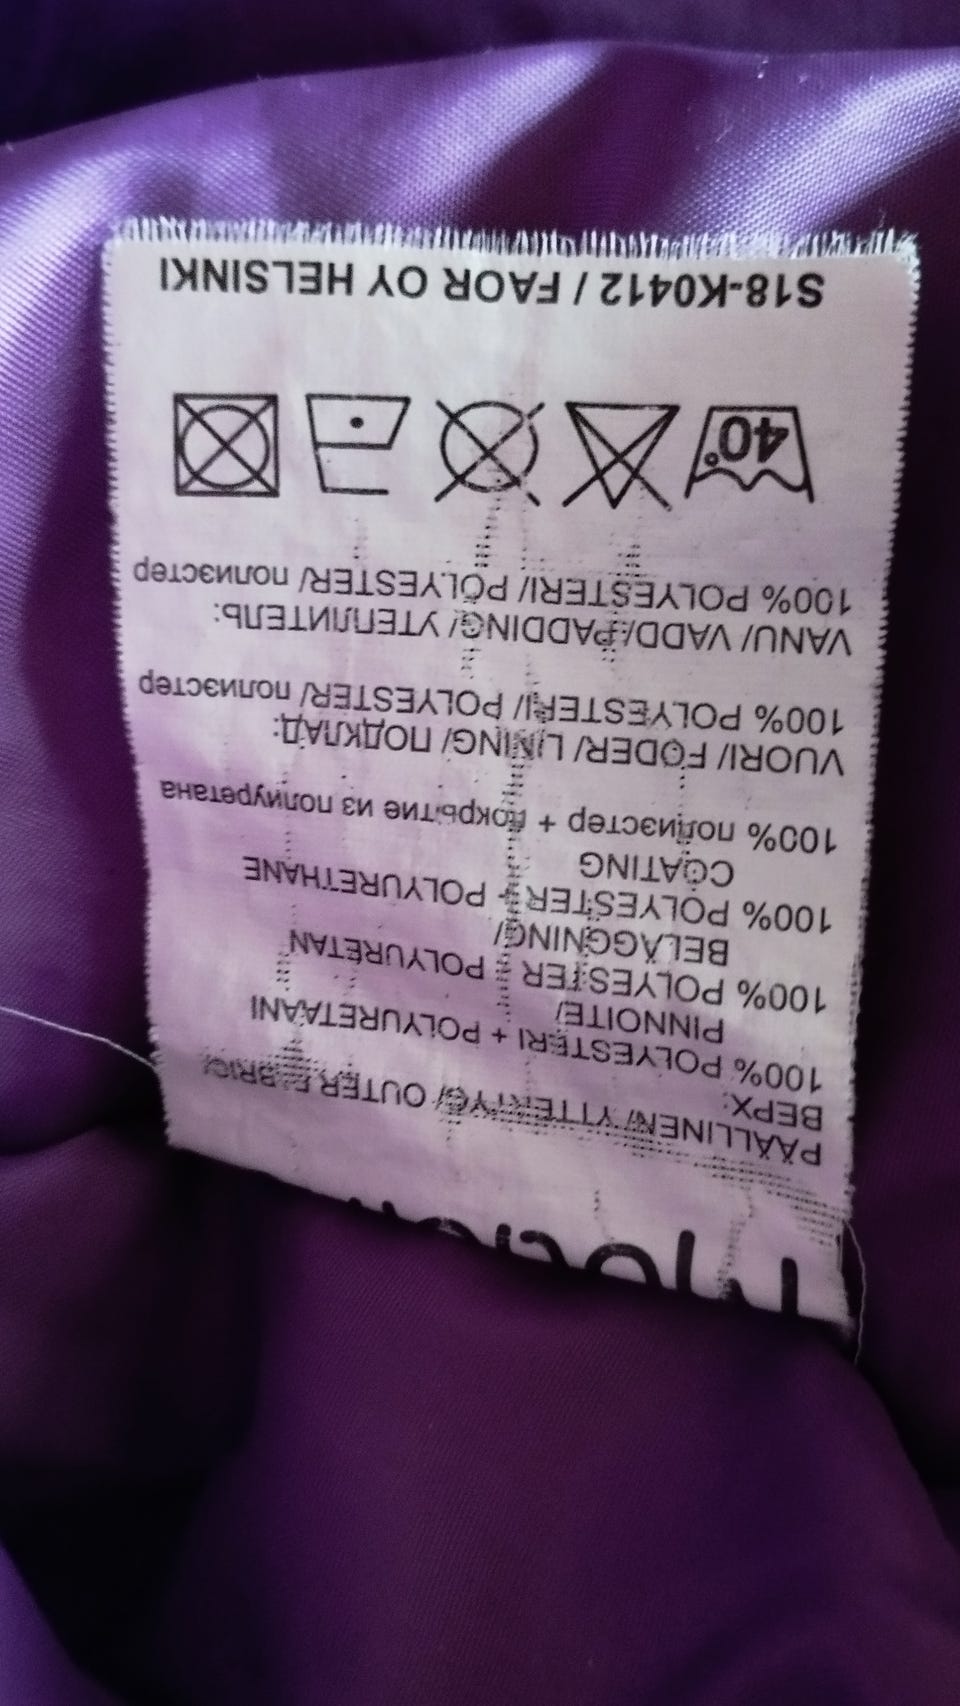 PÄÄLLINEN/ YTTERTYG/ OUTER FABRIC/
ВЕРХ:
100% POLYESTERI + POLYURETAANI
PINNOITE/
100% POLYESTER + POLYURETAN
BELÄGGNING/
100% POLYESTER + POLYURETHANE
COATING
100% полиэстер + покрытие из полиуретана
VUORI/ FODER/ LINING/ ПОДКЛАД:
100% POLYESTERI/ POLYESTER/ полиэстер
VANU/ VADD/ PADDING/ УТЕПЛИТЕЛЬ:
100% POLYESTERI/ POLYESTER/ полиэстер
40°
S18-K0412 / FAOR OY HELSINKI